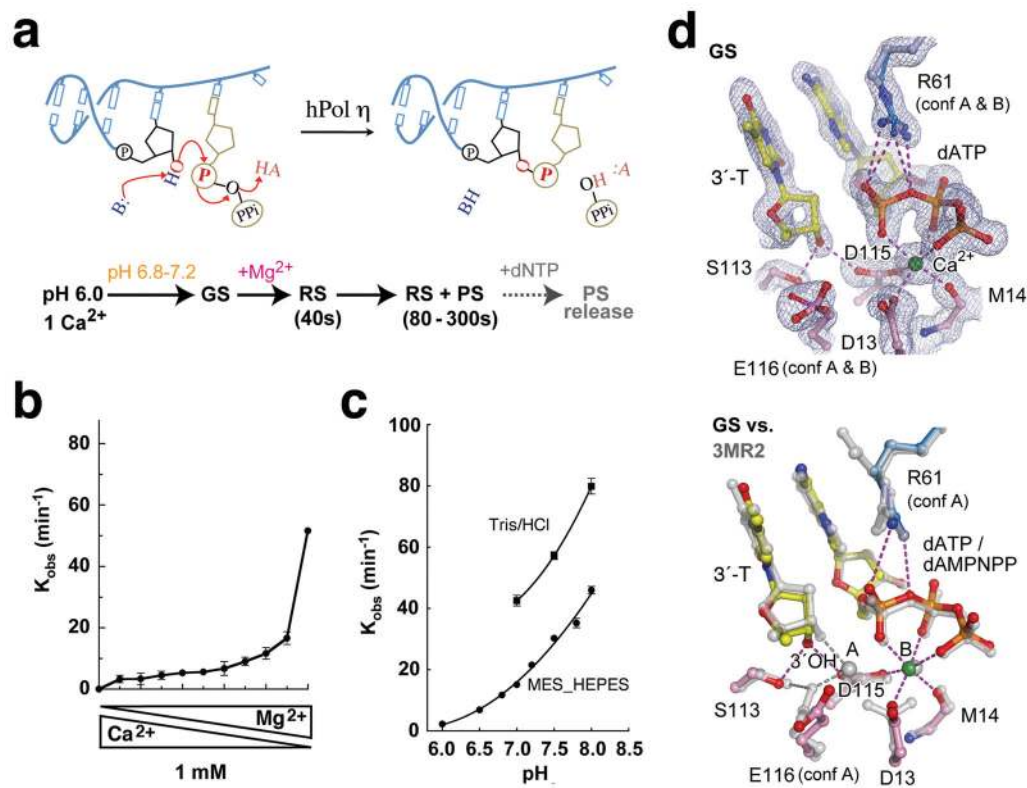 a
hPol η
P
HO
P
O
HA
B:
PPi
P
P
BH
OH :A
PPi
pH 6.8-7.2
+Mg²⁺
+dNTP
pH 6.0
GS
RS
RS + PS
PS
1 Ca²⁺
(40s)
(80 - 300s)
release
b
K_obs (min⁻¹)
80
60
40
20
0
Ca²⁺
Mg²⁺
1 mM
c
K_obs (min⁻¹)
100
80
60
40
20
0
Tris/HCl
MES_HEPES
6.0 6.5 7.0 7.5 8.0 8.5
pH
d
GS
R61
(conf A & B)
dATP
3´-T
D115
S113
Ca²⁺
M14
D13
E116 (conf A & B)
GS vs.
3MR2
R61
(conf A)
dATP /
dAMPNPP
3´-T
A
B
3´OH
D115
S113
M14
E116 (conf A)
D13